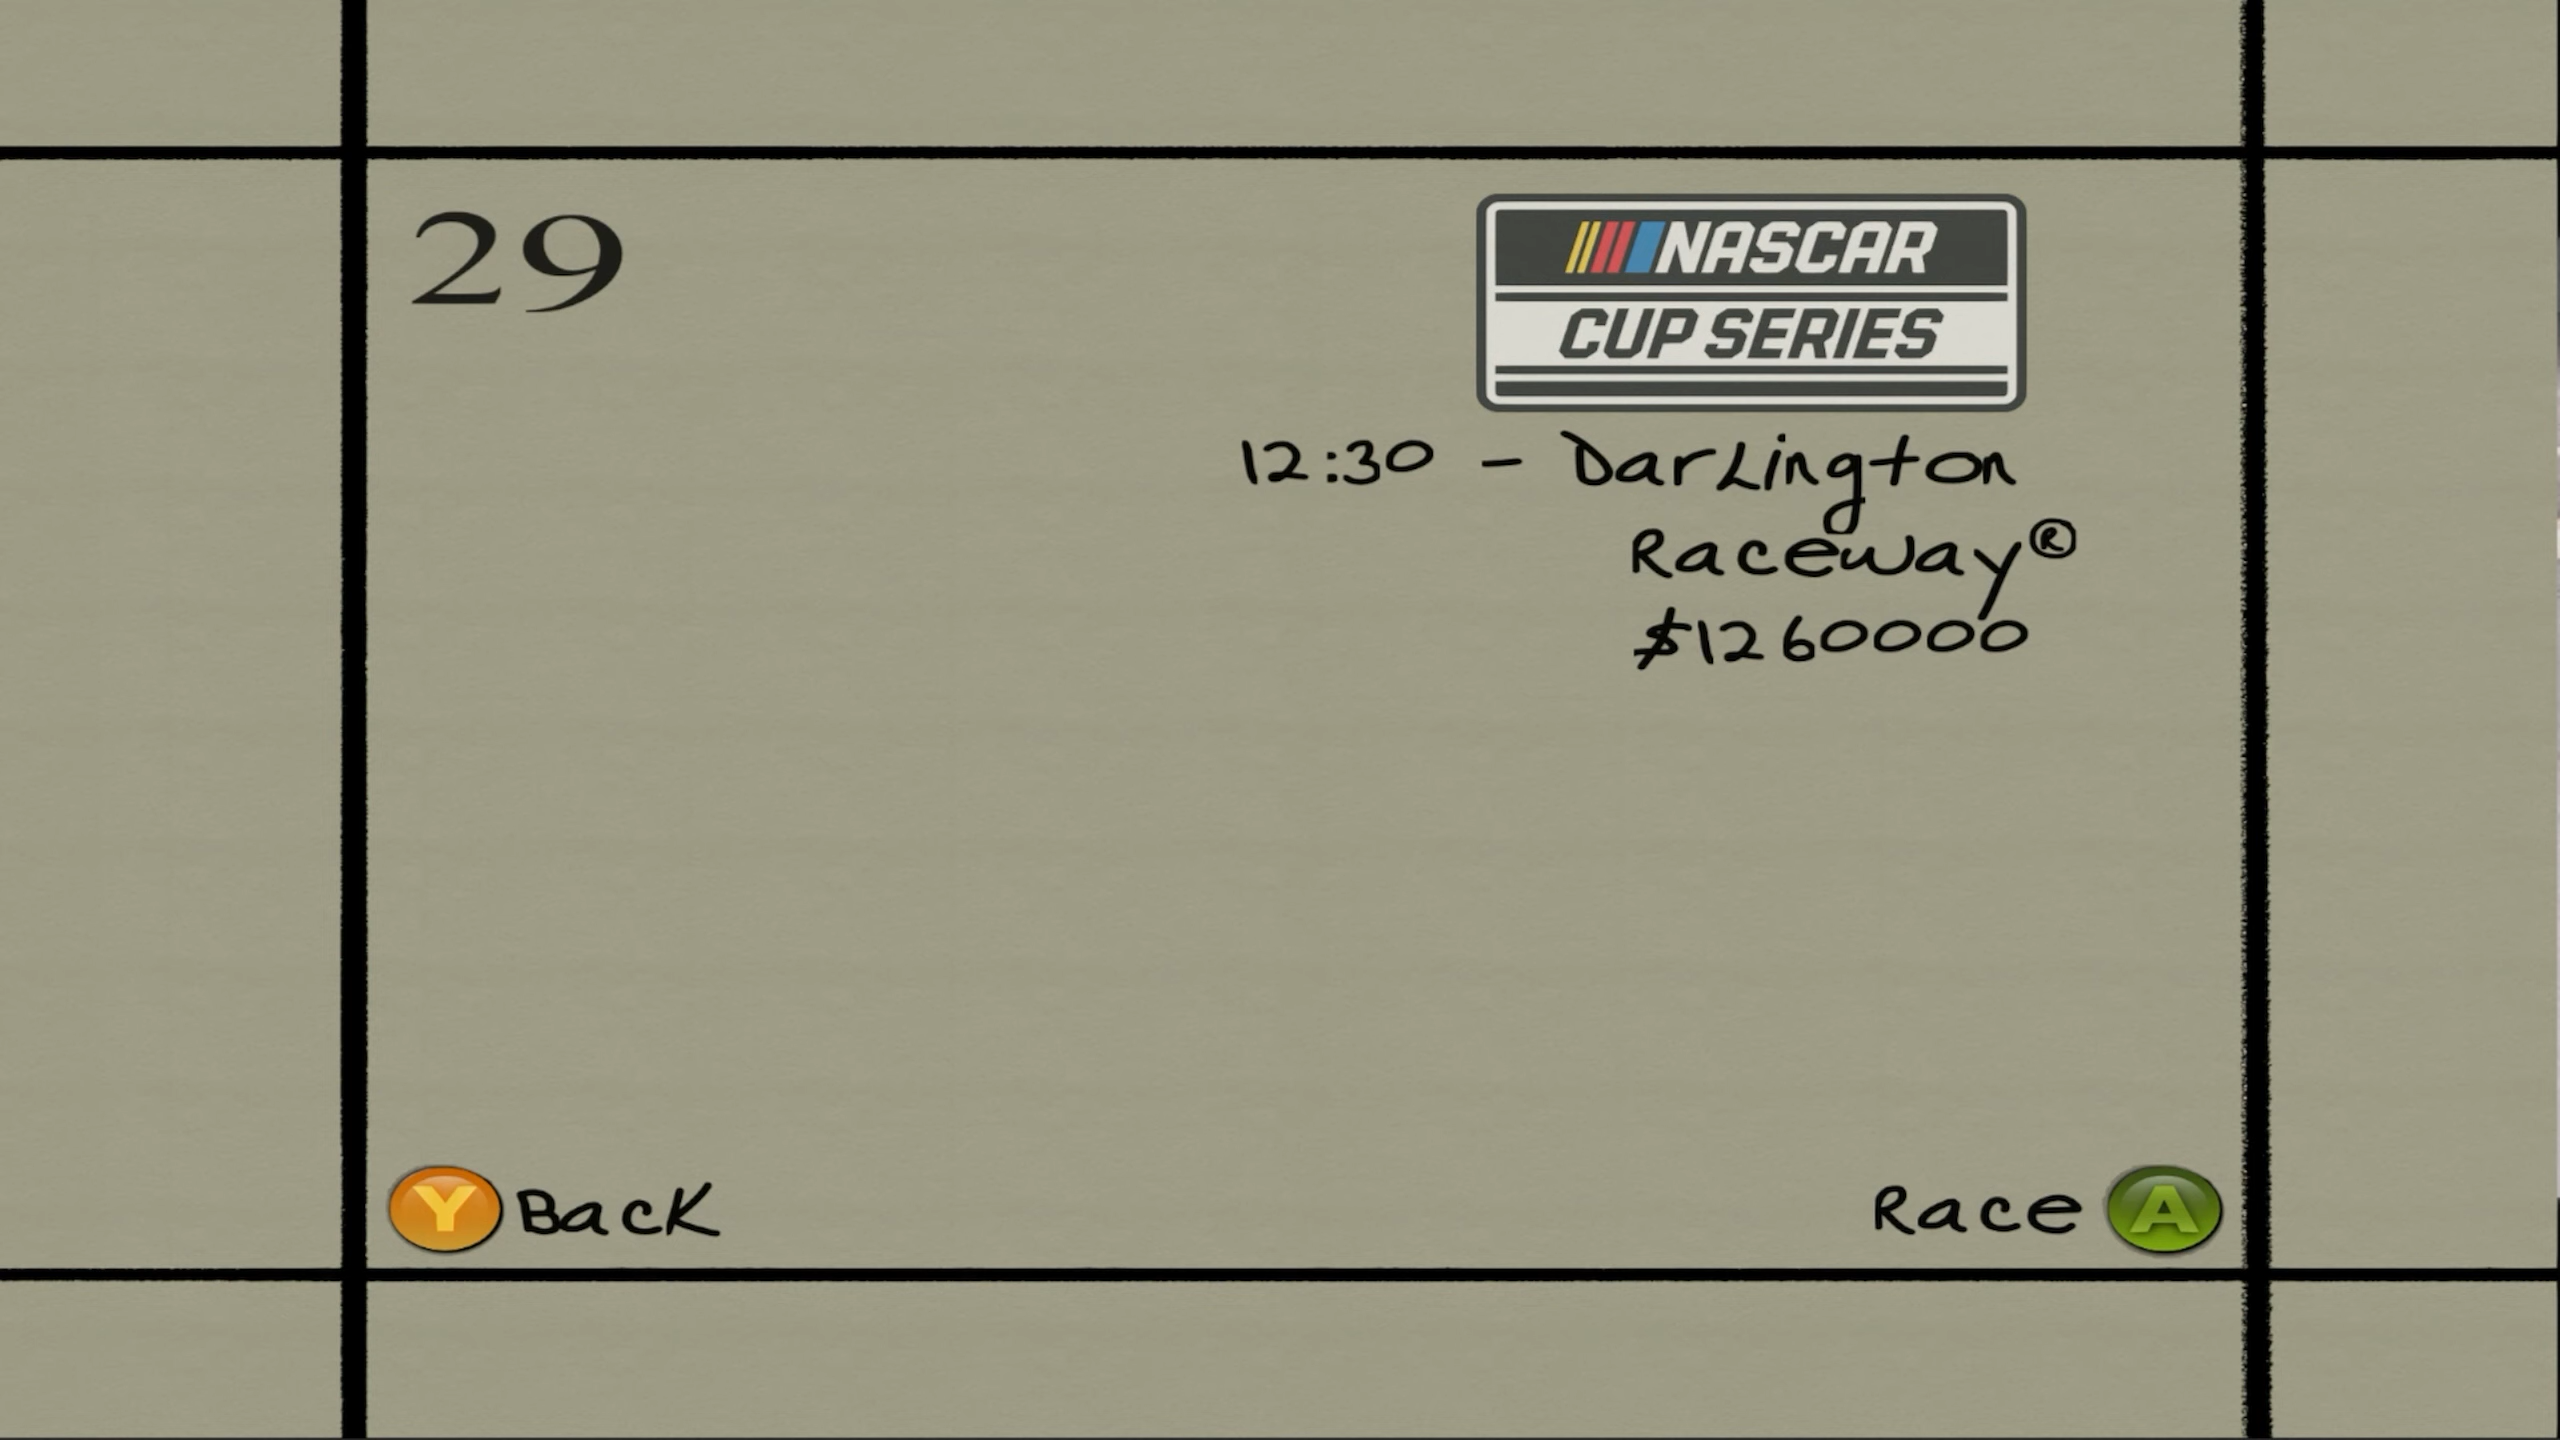 29
NASCAR
CUP SERIES
12:30 - Darlington
Raceway®
$1260000
Y Back
Race A